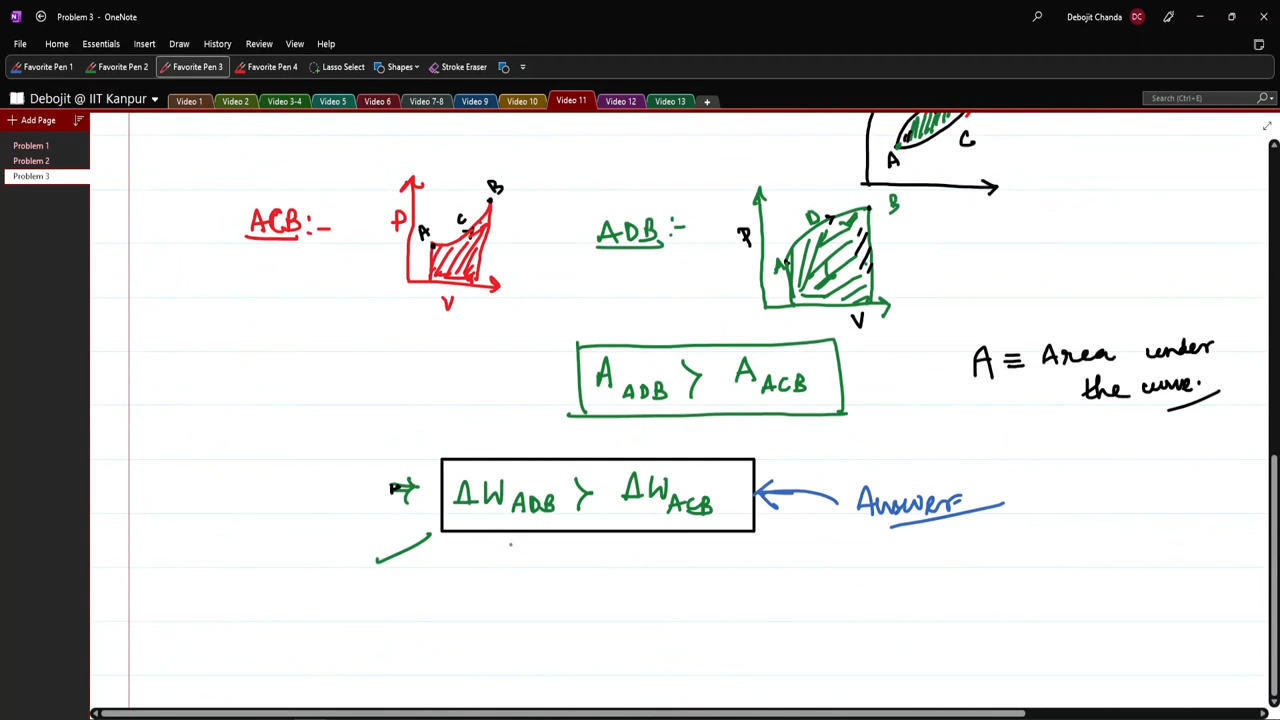 Problem 3 - OneNote
Debojit Chanda DC
File Home Essentials Insert Draw History Review View Help
Favorite Pen 1 Favorite Pen 2 Favorite Pen 3 Favorite Pen 4 Lasso Select Shapes Stroke Eraser
Debojit @ IIT Kanpur Video 1 Video 2 Video 3-4 Video 5 Video 6 Video 7-8 Video 9 Video 10 Video 11 Video 12 Video 13 + Search (Ctrl+E)
+ Add Page
Problem 1
Problem 2
Problem 3
A C
ACB:- P A C B V
ADB:- P A D B V
A ADB > A ACB
A ≡ Area under
the curve.
→ ΔW ADB > ΔW ACB ← Answer